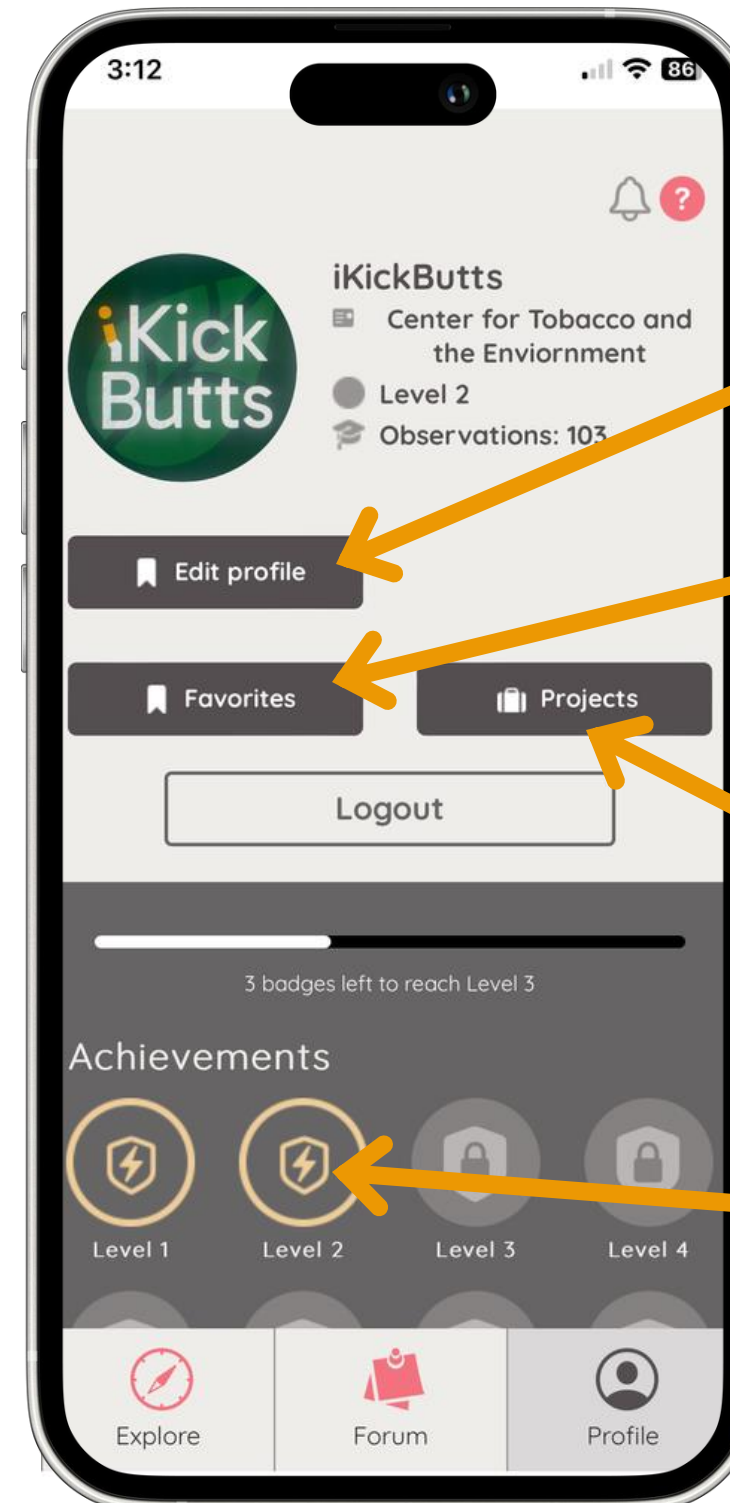 3:12
86
?
iKick
Butts
iKickButts
Center for Tobacco and
the Enviornment
Level 2
Observations: 103
Edit profile
Favorites
Projects
Logout
3 badges left to reach Level 3
Achievements
Level 1
Level 2
Level 3
Level 4
Explore
Forum
Profile